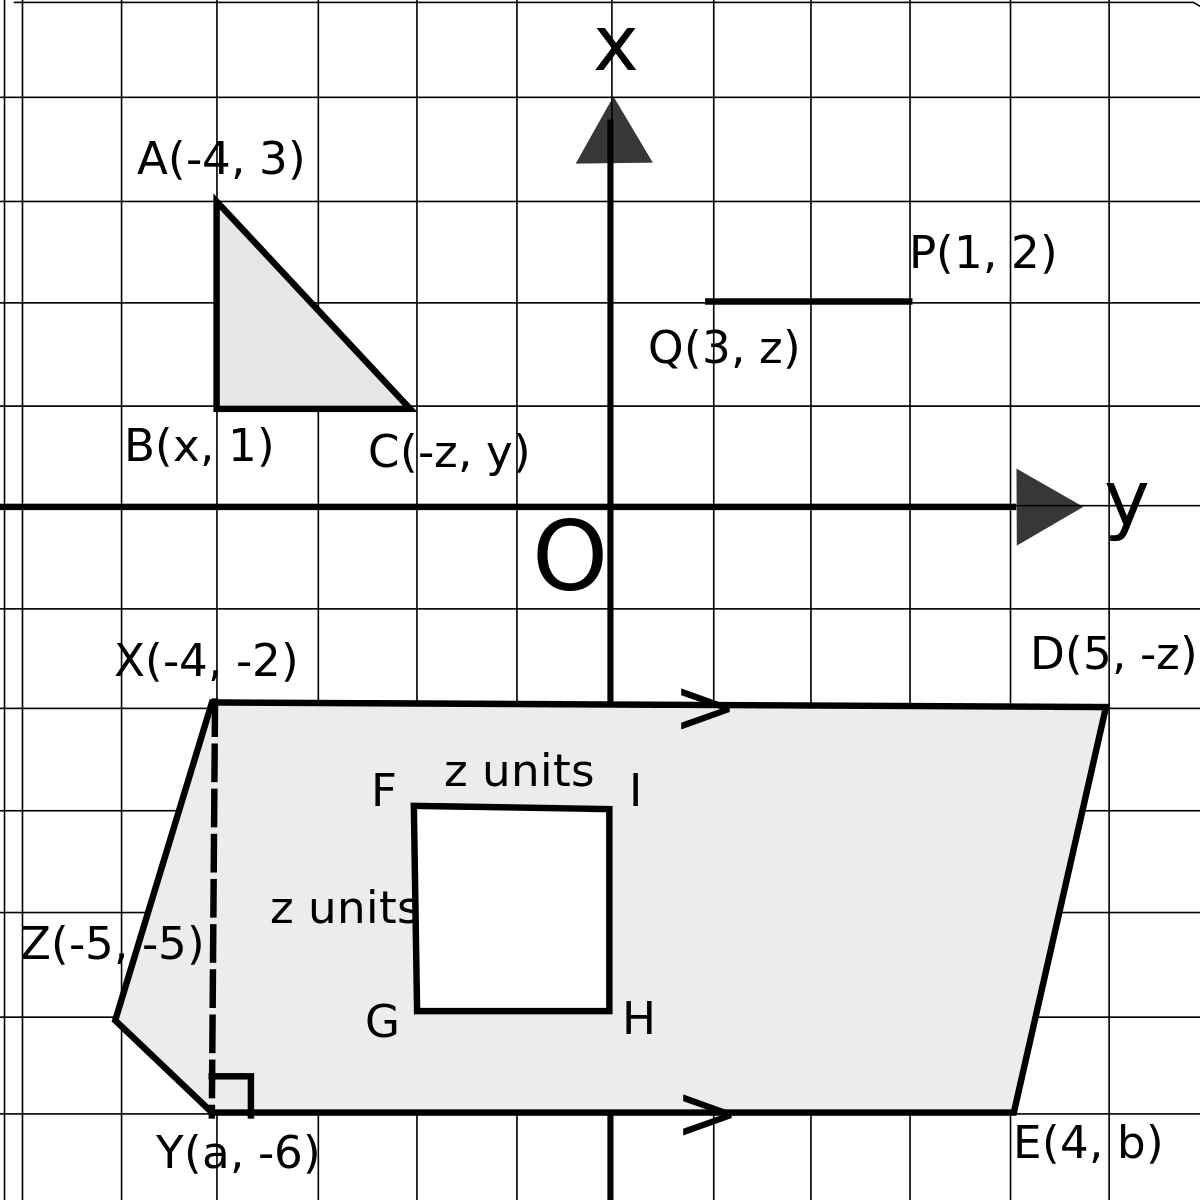 x
A(-4, 3)
P(1, 2)
Q(3, z)
B(x, 1)
C(-z, y)
y
O
X(-4, -2)
D(5, -z)
z units
F
I
z units
Z(-5, -5)
G
H
Y(a, -6)
E(4, b)